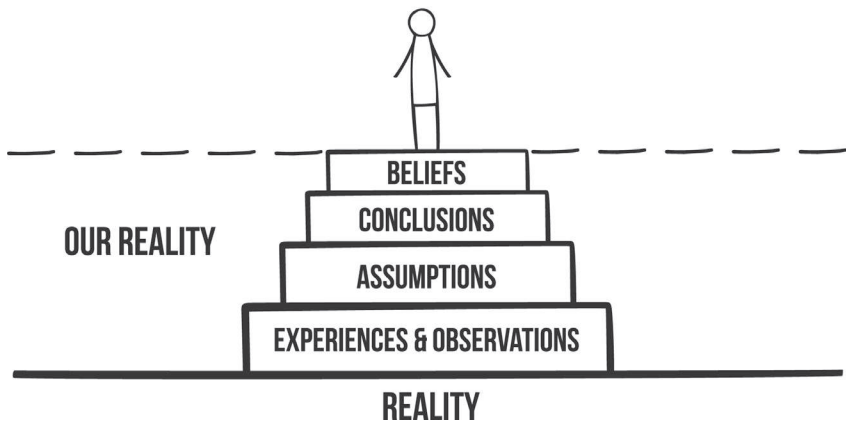 BELIEFS
CONCLUSIONS
OUR REALITY
ASSUMPTIONS
EXPERIENCES & OBSERVATIONS
REALITY